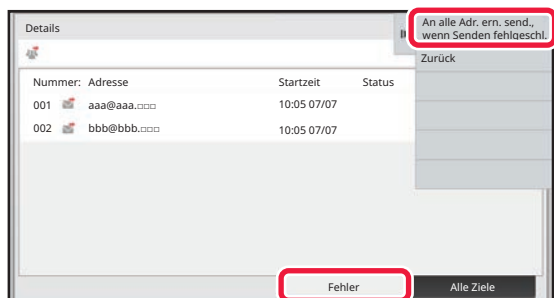 Details
An alle Adr. ern. send.,
wenn Senden fehlgeschl.
Zurück
Nummer: Adresse Startzeit Status
001 aaa@aaa.□□□ 10:05 07/07
002 bbb@bbb.□□□ 10:05 07/07
Fehler Alle Ziele